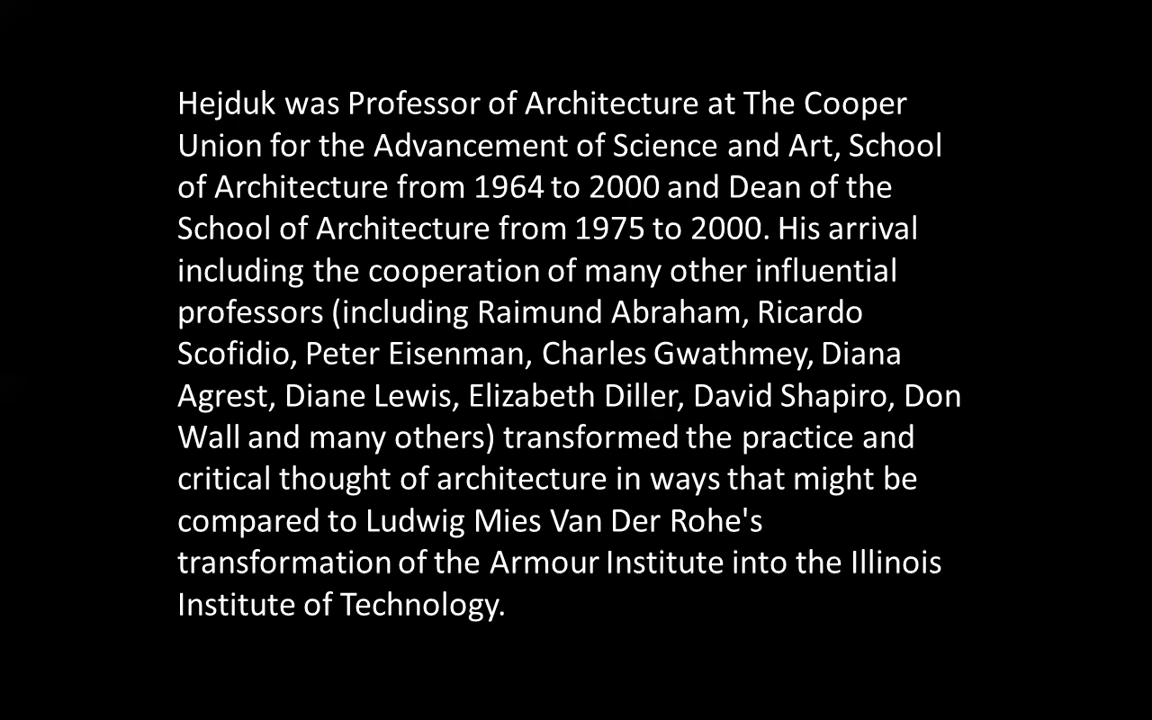 Hejduk was Professor of Architecture at The Cooper
Union for the Advancement of Science and Art, School
of Architecture from 1964 to 2000 and Dean of the
School of Architecture from 1975 to 2000. His arrival
including the cooperation of many other influential
professors (including Raimund Abraham, Ricardo
Scofidio, Peter Eisenman, Charles Gwathmey, Diana
Agrest, Diane Lewis, Elizabeth Diller, David Shapiro, Don
Wall and many others) transformed the practice and
critical thought of architecture in ways that might be
compared to Ludwig Mies Van Der Rohe's
transformation of the Armour Institute into the Illinois
Institute of Technology.